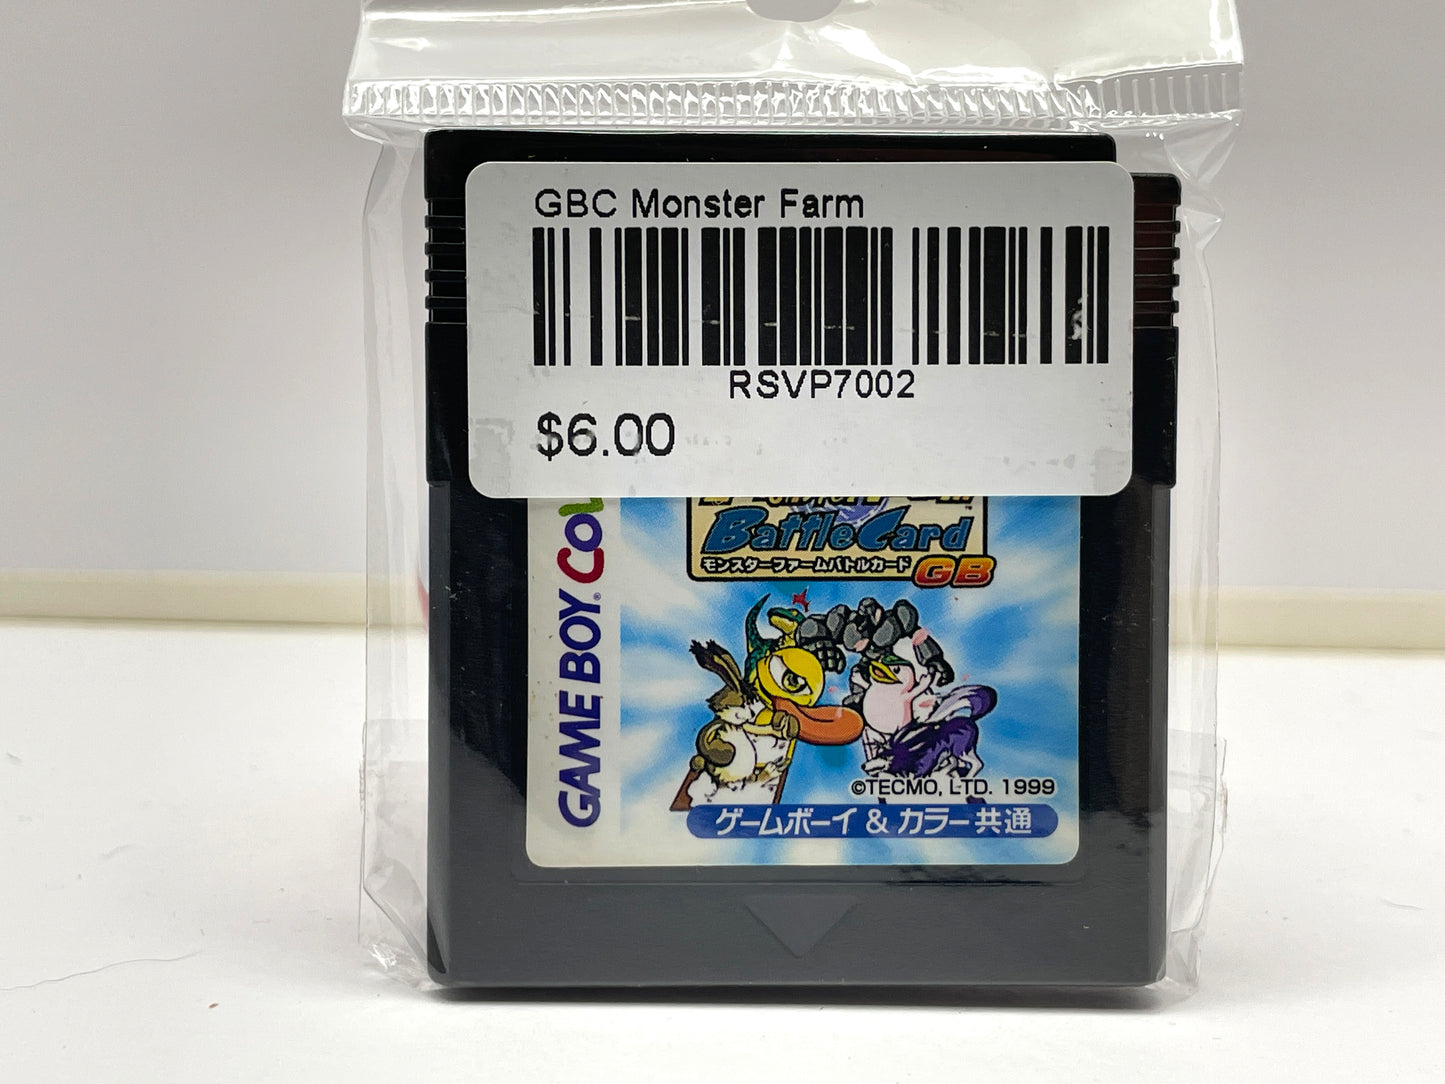 GBC Monster Farm
RSVP7002
$6.00
Battle Card
モンスターファームバトルカード
GB
GAME BOY
©TECMO, LTD. 1999
ゲームボーイ & カラー共通